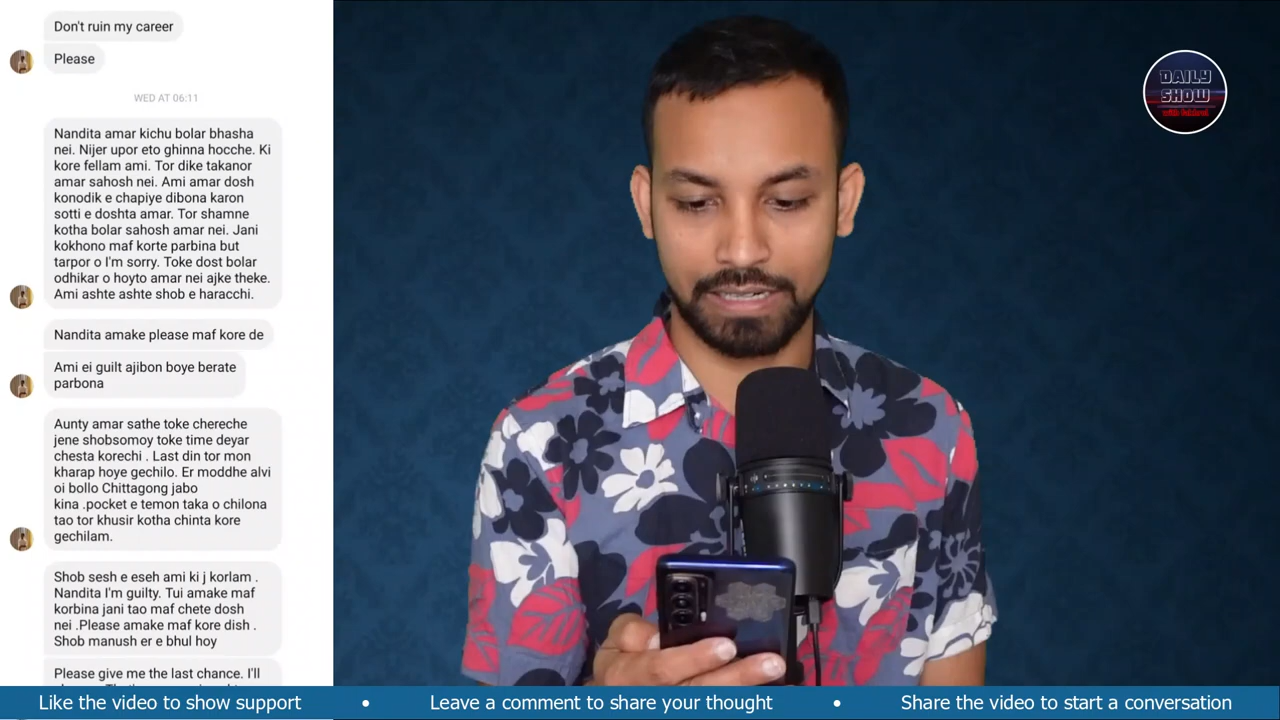 Don't ruin my career
Please
WED AT 06:11
Nandita amar kichu bolar bhasha
nei. Nijer upor eto ghinna hocche. Ki
kore fellam ami. Tor dike takanor
amar sahosh nei. Ami amar dosh
konodik e chapiye dibona karon
sotti e doshta amar. Tor shamne
kotha bolar sahosh amar nei. Jani
kokhono maf korte parbina but
tarpor o I'm sorry. Toke dost bolar
odhikar o hoyto amar nei ajke theke.
Ami ashte ashte shob e haracchi.
Nandita amake please maf kore de
Ami ei guilt ajibon boye berate
parbona
Aunty amar sathe toke chereche
jene shobsomoy toke time deyar
chesta korechi . Last din tor mon
kharap hoye gechilo. Er moddhe alvi
oi bollo Chittagong jabo
kina .pocket e temon taka o chilona
tao tor khusir kotha chinta kore
gechilam.
Shob sesh e eseh ami ki j korlam .
Nandita I'm guilty. Tui amake maf
korbina jani tao maf chete dosh
nei .Please amake maf kore dish .
Shob manush er e bhul hoy
Please give me the last chance. I'll
DAILY
SHOW
Like the video to show support • Leave a comment to share your thought • Share the video to start a conversation